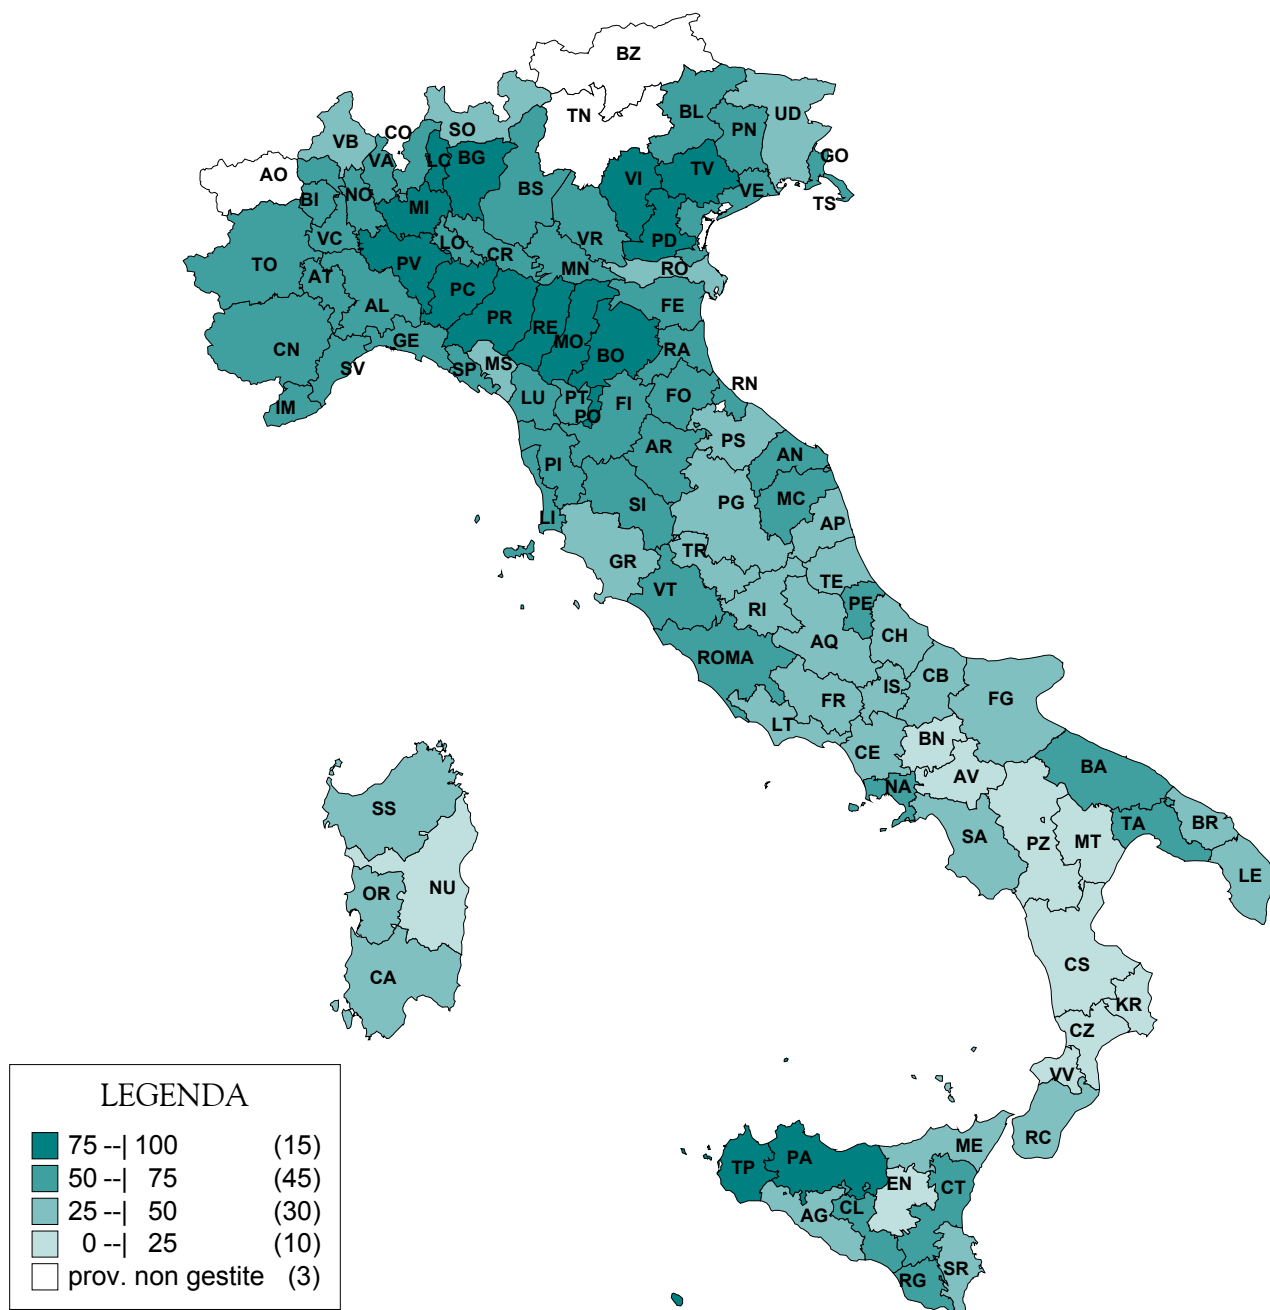 BZ
TN
BL
UD
PN
CO
SO
VB
VA
LC
BG
GO
AO
VI
TV
BS
VE
BI
NO
MI
TS
VC
LO
VR
PD
CR
TO
PV
MN
RO
AT
PC
AL
PR
RE
FE
GE
MO
BO
RA
CN
SV
SP
MS
RN
IM
LU
PT
FI
FO
PO
PS
AR
AN
PI
PG
MC
SI
LI
AP
TR
GR
TE
VT
RI
PE
CH
AQ
ROMA
IS
CB
FR
FG
LT
BN
CE
BA
AV
NA
SS
TA
BR
SA
PZ
MT
LE
NU
OR
CS
CA
KR
CZ
VV
RC
ME
PA
TP
EN
CT
CL
AG
SR
RG
LEGENDA
75 --| 100 (15)
50 --| 75 (45)
25 --| 50 (30)
0 --| 25 (10)
prov. non gestite (3)